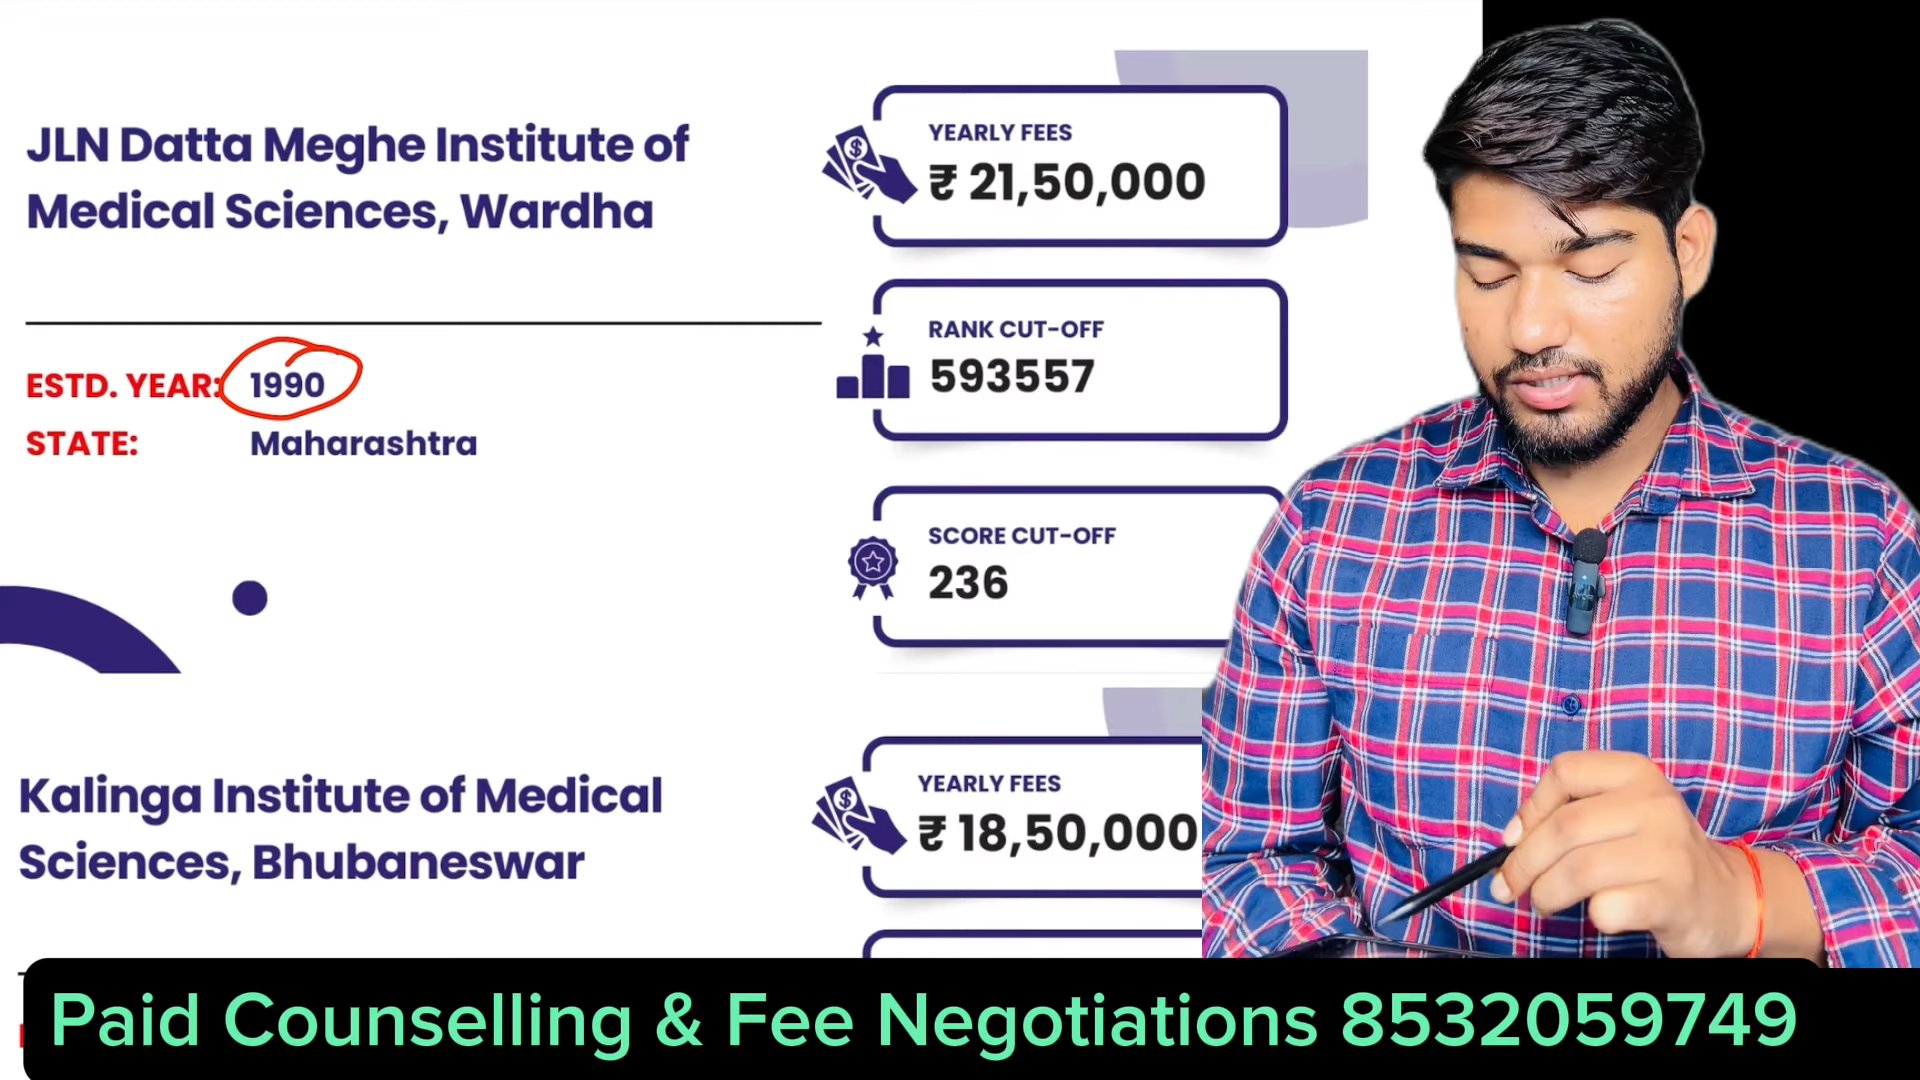 JLN Datta Meghe Institute of
Medical Sciences, Wardha
ESTD. YEAR: 1990
STATE: Maharashtra
YEARLY FEES
₹ 21,50,000
RANK CUT-OFF
593557
SCORE CUT-OFF
236
Kalinga Institute of Medical
Sciences, Bhubaneswar
YEARLY FEES
₹ 18,50,000
Paid Counselling & Fee Negotiations 8532059749